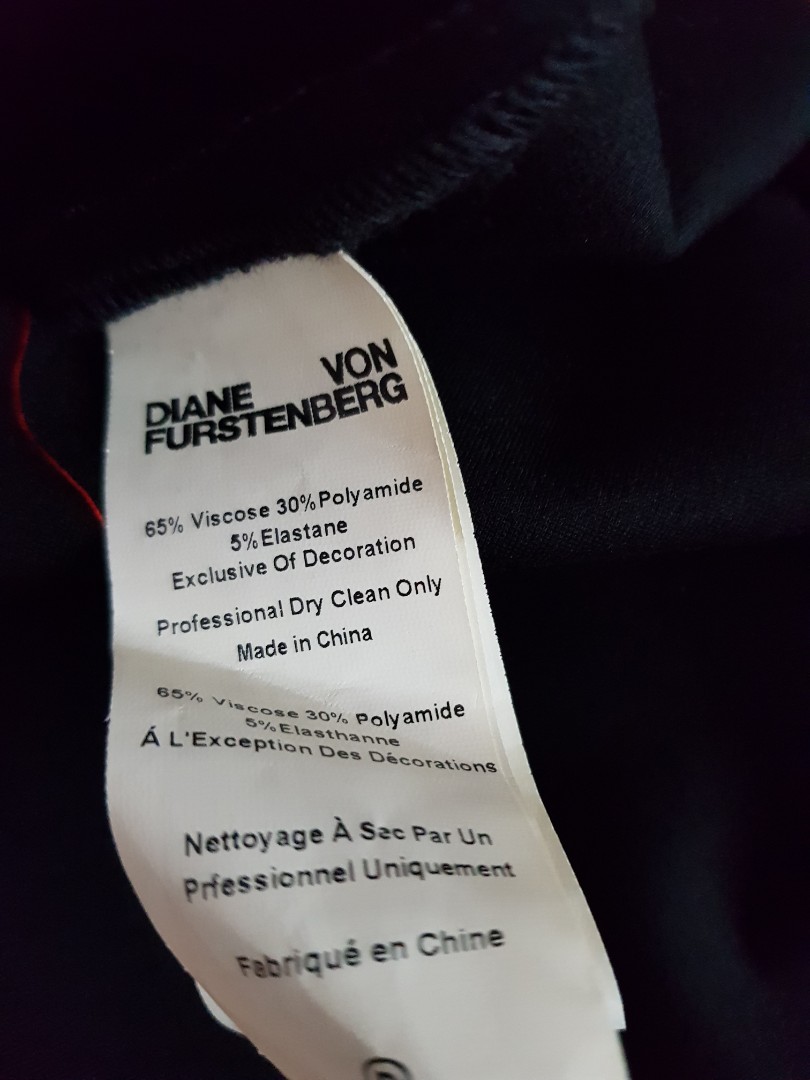 DIANE VON
FURSTENBERG
65% Viscose 30% Polyamide
5% Elastane
Exclusive Of Decoration
Professional Dry Clean Only
Made in China
65% Viscose 30% Polyamide
5% Elasthanne
Á L'Exception Des Décorations
Nettoyage À Sec Par Un
Prfessionnel Uniquement
Fabriqué en Chine